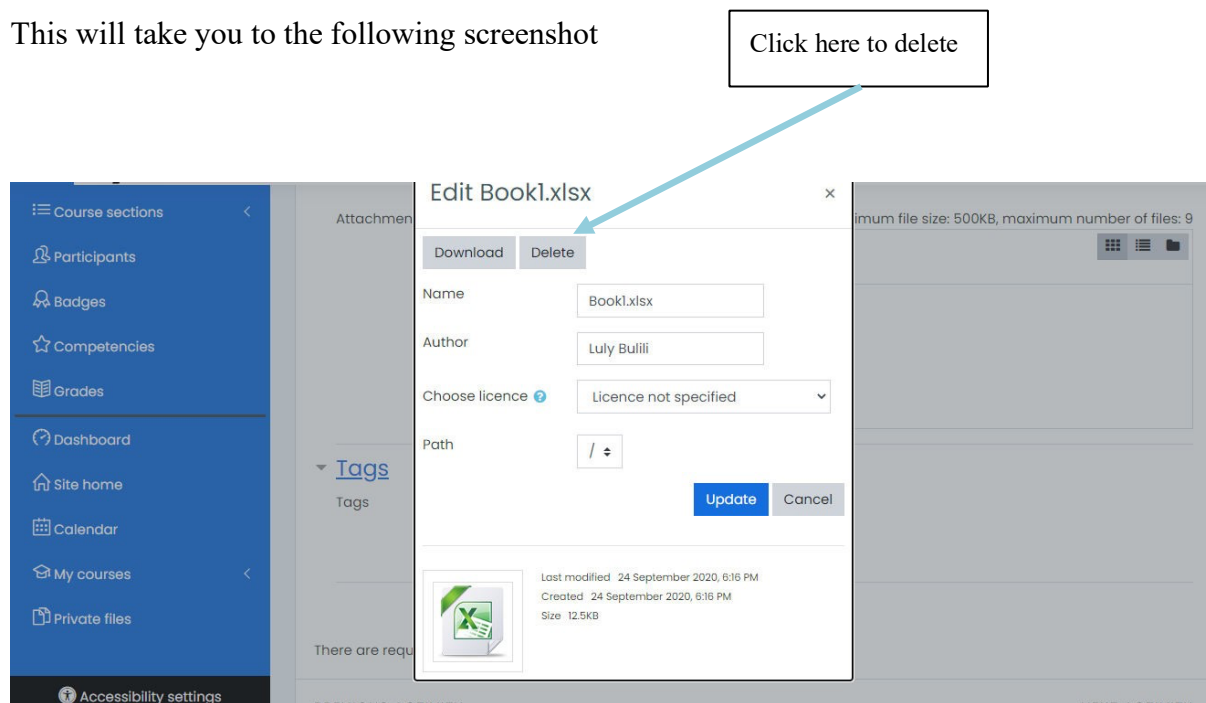 This will take you to the following screenshot
Click here to delete
Course sections
Participants
Badges
Competencies
Grades
Dashboard
Site home
Calendar
My courses
Private files
Accessibility settings
Attachmen
imum file size: 500KB, maximum number of files: 9
Edit Book1.xlsx ×
Download Delete
Name Book1.xlsx
Author Luly Bulili
Choose licence ? Licence not specified
Path /
Update Cancel
Last modified 24 September 2020, 6:16 PM
Created 24 September 2020, 6:16 PM
Size 12.5KB
Tags
Tags
There are requ